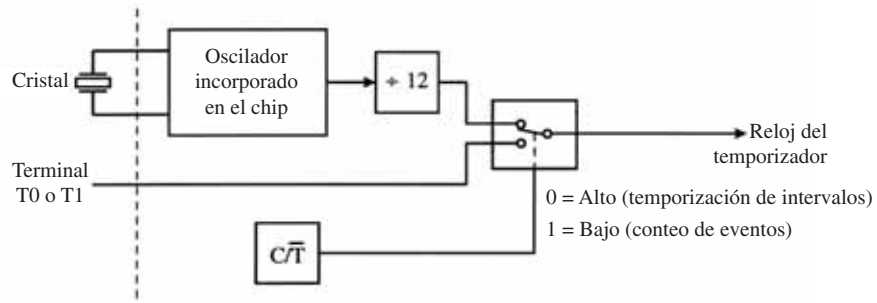 Cristal
Oscilador
incorporado
en el chip
÷ 12
Terminal
T0 o T1
Reloj del
temporizador
0 = Alto (temporización de intervalos)
1 = Bajo (conteo de eventos)
C/T̅